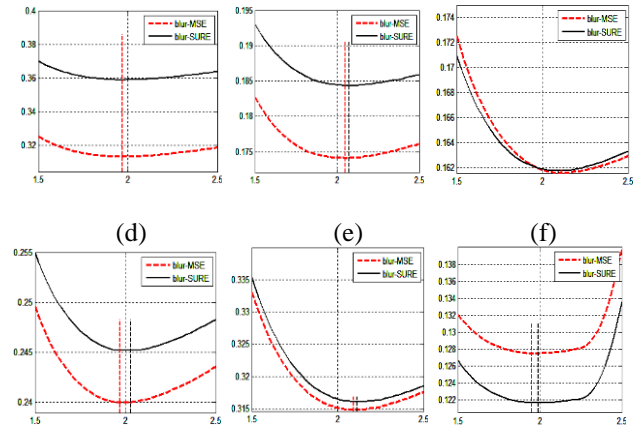 0.4
0.38
0.36
0.34
0.32
1.5 2 2.5
blur-MSE
blur-SURE
0.195
0.19
0.185
0.18
0.175
1.5 2 2.5
blur-MSE
blur-SURE
0.174
0.172
0.17
0.168
0.166
0.164
0.162
1.5 2 2.5
blur-MSE
blur-SURE
(d) (e) (f)
0.255
0.25
0.245
0.24
1.5 2 2.5
blur-MSE
blur-SURE
0.335
0.33
0.325
0.32
0.315
1.5 2 2.5
blur-MSE
blur-SURE
0.138
0.136
0.134
0.132
0.13
0.128
0.126
0.124
0.122
1.5 2 2.5
blur-MSE
blur-SURE